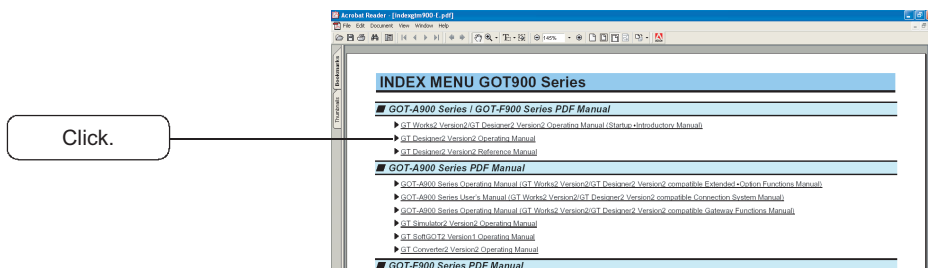 Acrobat Reader - [Indexgtm900-E.pdf]
File Edit Document View Window Help
145%
Bookmarks
Thumbnails
INDEX MENU GOT900 Series
GOT-A900 Series / GOT-F900 Series PDF Manual
GT Works2 Version2/GT Designer2 Version2 Operating Manual (Startup •Introductory Manual)
Click.
GT Designer2 Version2 Operating Manual
GT Designer2 Version2 Reference Manual
GOT-A900 Series PDF Manual
GOT-A900 Series Operating Manual (GT Works2 Version2/GT Designer2 Version2 compatible Extended •Option Functions Manual)
GOT-A900 Series User's Manual (GT Works2 Version2/GT Designer2 Version2 compatible Connection System Manual)
GOT-A900 Series Operating Manual (GT Works2 Version2/GT Designer2 Version2 compatible Gateway Functions Manual)
GT Simulator2 Version2 Operating Manual
GT SoftGOT2 Version1 Operating Manual
GT Converter2 Version2 Operating Manual
GOT-F900 Series PDF Manual